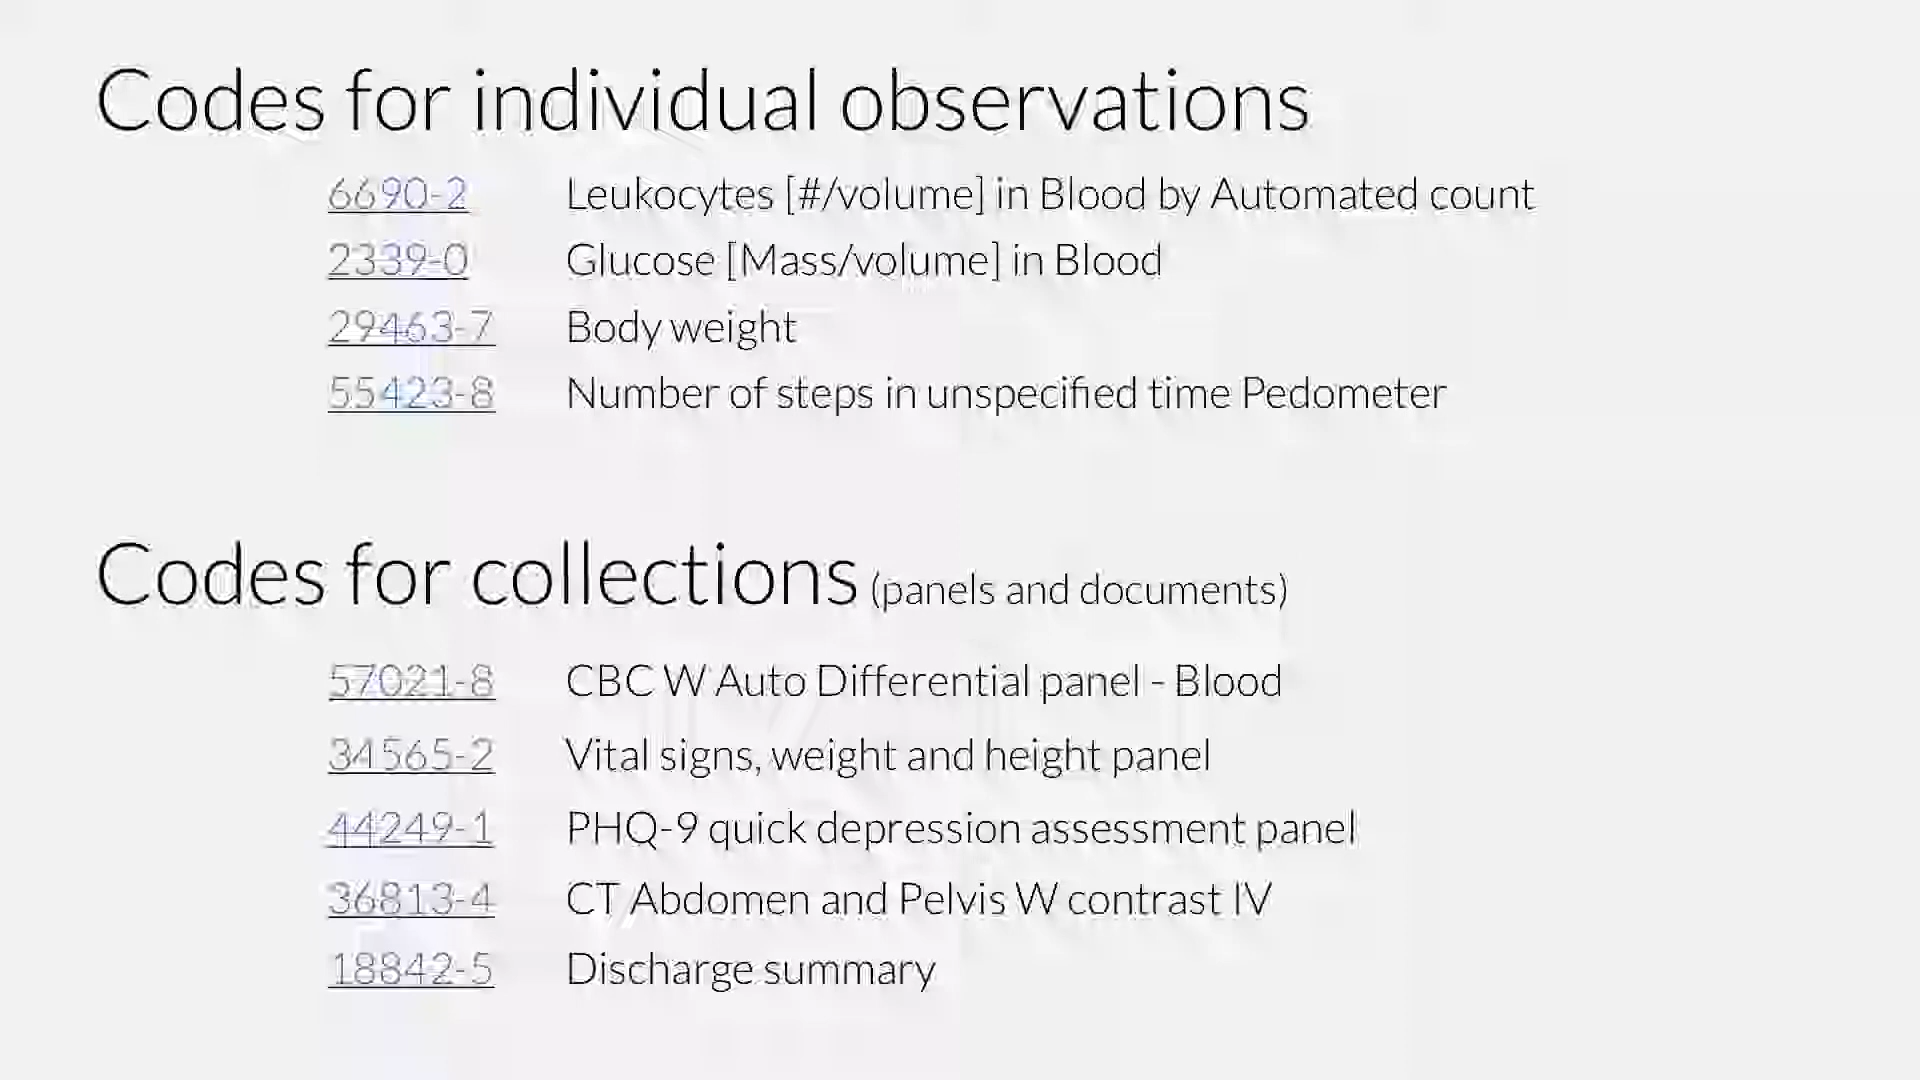 Codes for individual observations
6690-2 Leukocytes [#/volume] in Blood by Automated count
2339-0 Glucose [Mass/volume] in Blood
29463-7 Body weight
55423-8 Number of steps in unspecified time Pedometer
Codes for collections (panels and documents)
57021-8 CBC W Auto Differential panel - Blood
34565-2 Vital signs, weight and height panel
44249-1 PHQ-9 quick depression assessment panel
36813-4 CT Abdomen and Pelvis W contrast IV
18842-5 Discharge summary